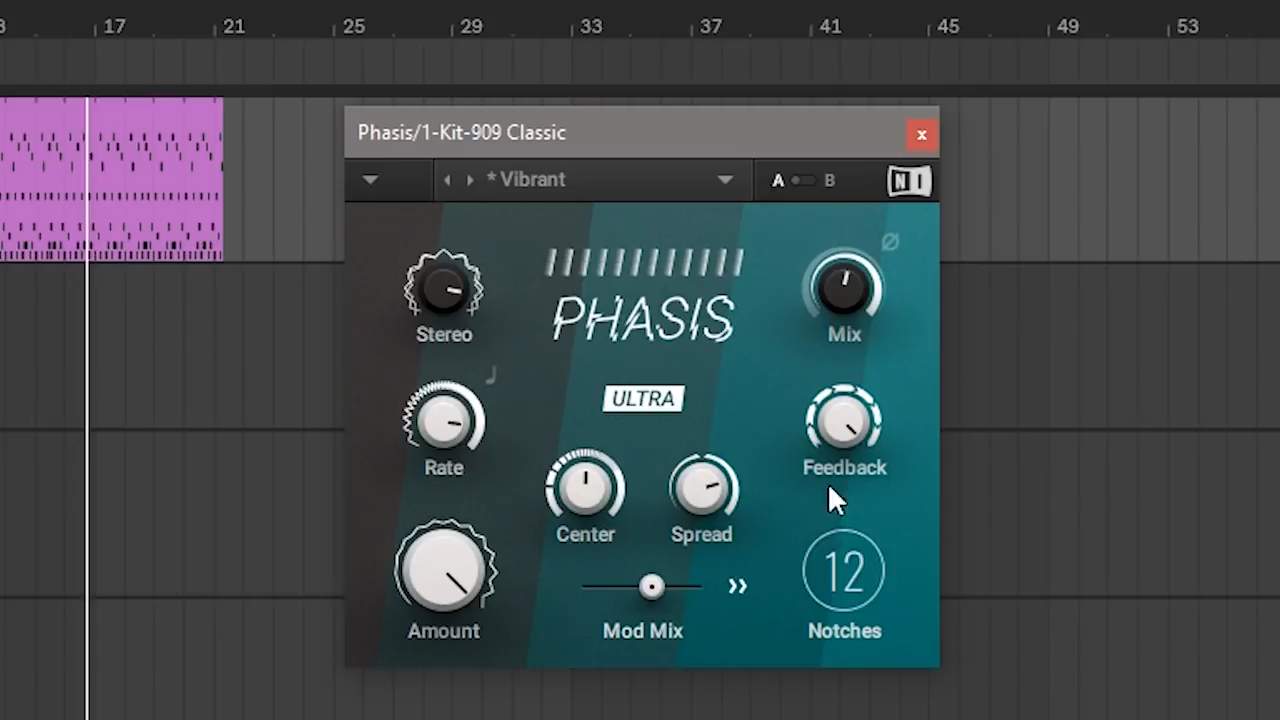 17 21 25 29 33 37 41 45 49 53
Phasis/1-Kit-909 Classic x
* Vibrant A B NI
PHASIS
Stereo Mix
ULTRA
Rate Feedback
Center Spread
12
Amount Mod Mix Notches